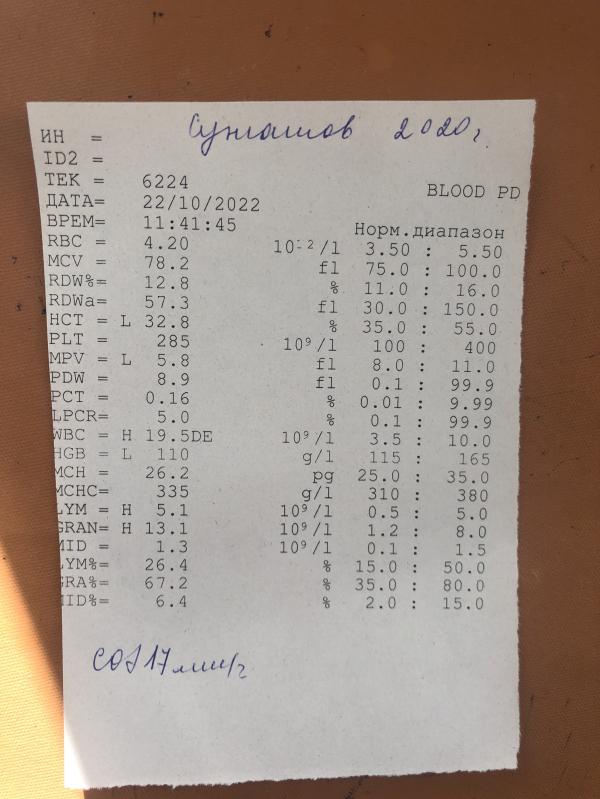 ИН = Сунгашов 2020г.
ID2 =
ТЕК = 6224 BLOOD PD
ДАТА= 22/10/2022
ВРЕМ= 11:41:45 Норм.диапазон
RBC = 4.20 10⁻²/l 3.50 : 5.50
MCV = 78.2 fl 75.0 : 100.0
RDW%= 12.8 % 11.0 : 16.0
RDWa= 57.3 fl 30.0 : 150.0
HCT = L 32.8 % 35.0 : 55.0
PLT = 285 10⁹/l 100 : 400
MPV = L 5.8 fl 8.0 : 11.0
PDW = 8.9 fl 0.1 : 99.9
PCT = 0.16 % 0.01 : 9.99
LPCR= 5.0 % 0.1 : 99.9
WBC = H 19.5DE 10⁹/l 3.5 : 10.0
HGB = L 110 g/l 115 : 165
MCH = 26.2 pg 25.0 : 35.0
MCHC= 335 g/l 310 : 380
LYM = H 5.1 10⁹/l 0.5 : 5.0
GRAN= H 13.1 10⁹/l 1.2 : 8.0
MID = 1.3 10⁹/l 0.1 : 1.5
LYM%= 26.4 % 15.0 : 50.0
GRA%= 67.2 % 35.0 : 80.0
MID%= 6.4 % 2.0 : 15.0
СОЭ 17мм/г